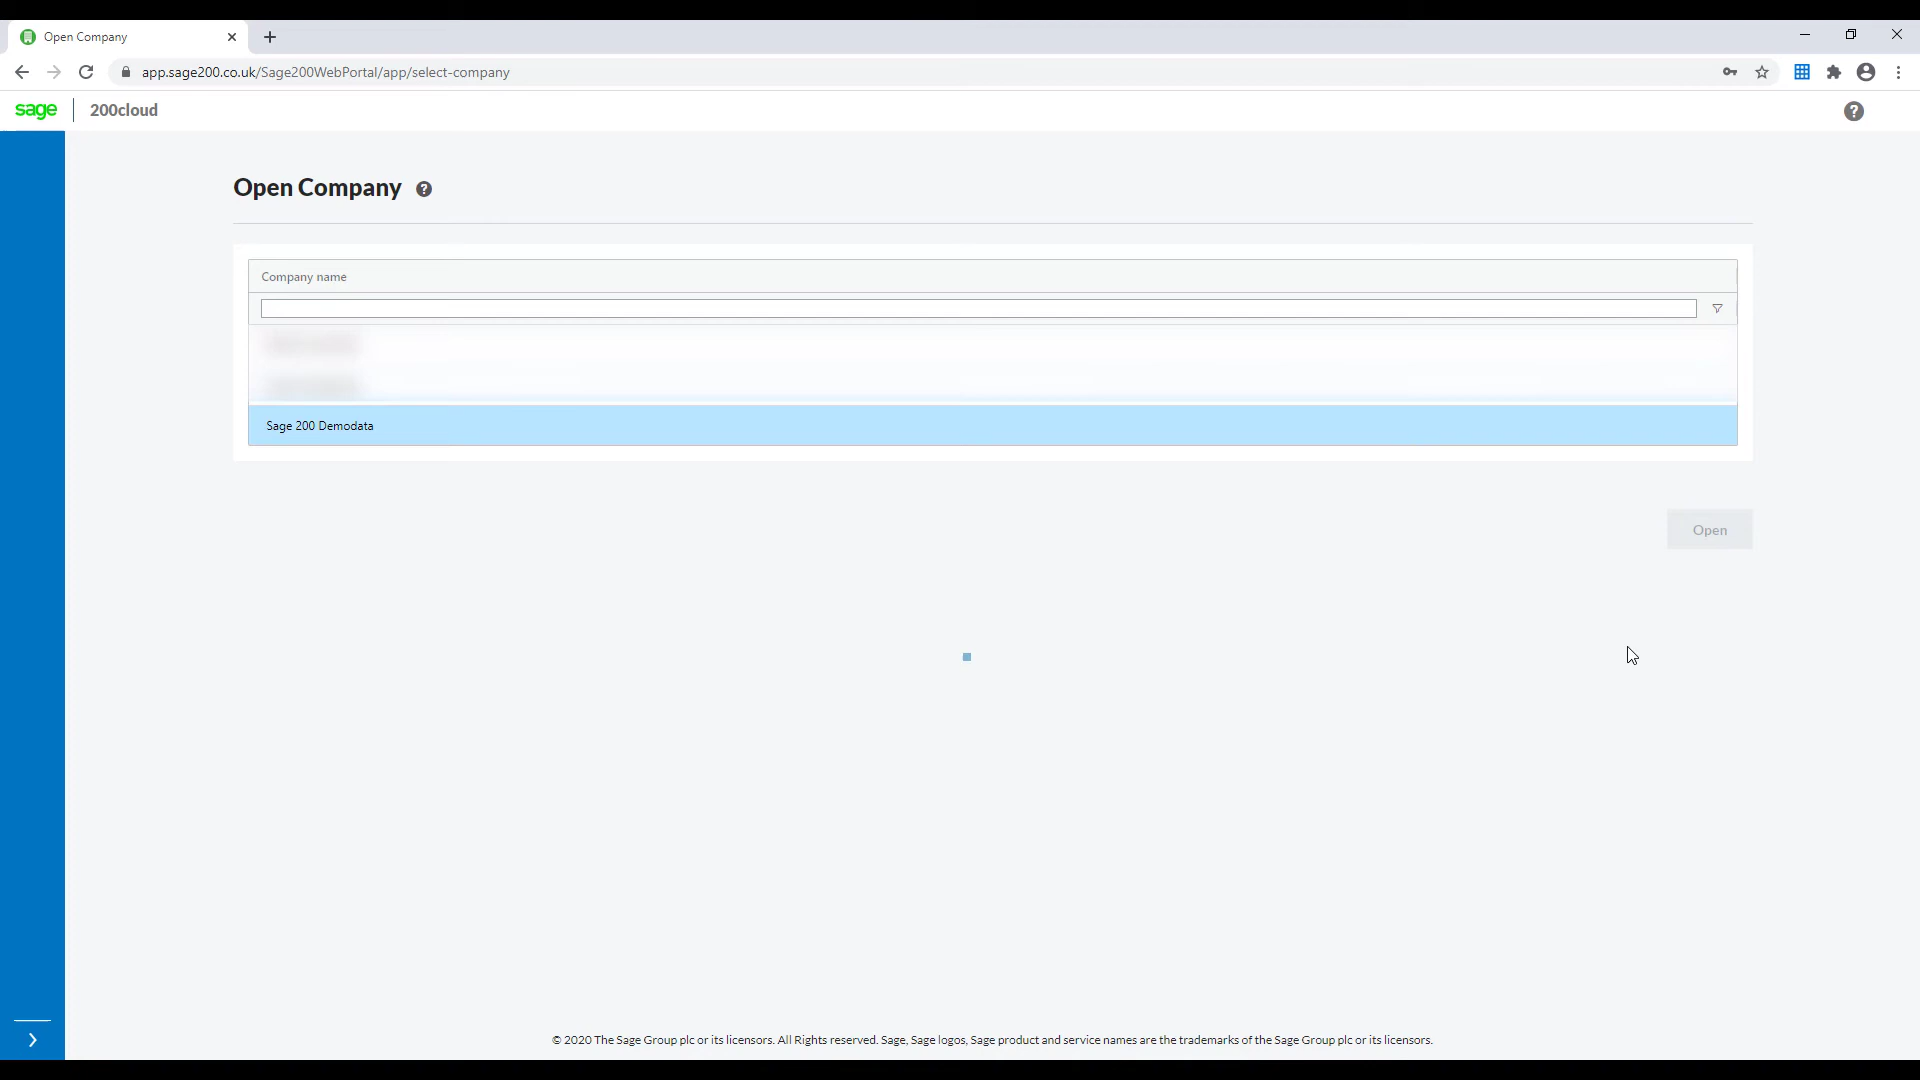 Open Company
app.sage200.co.uk/Sage200WebPortal/app/select-company
sage 200cloud
Open Company
Company name
Sage 200 Demodata
Open
© 2020 The Sage Group plc or its licensors. All Rights reserved. Sage, Sage logos, Sage product and service names are the trademarks of the Sage Group plc or its licensors.